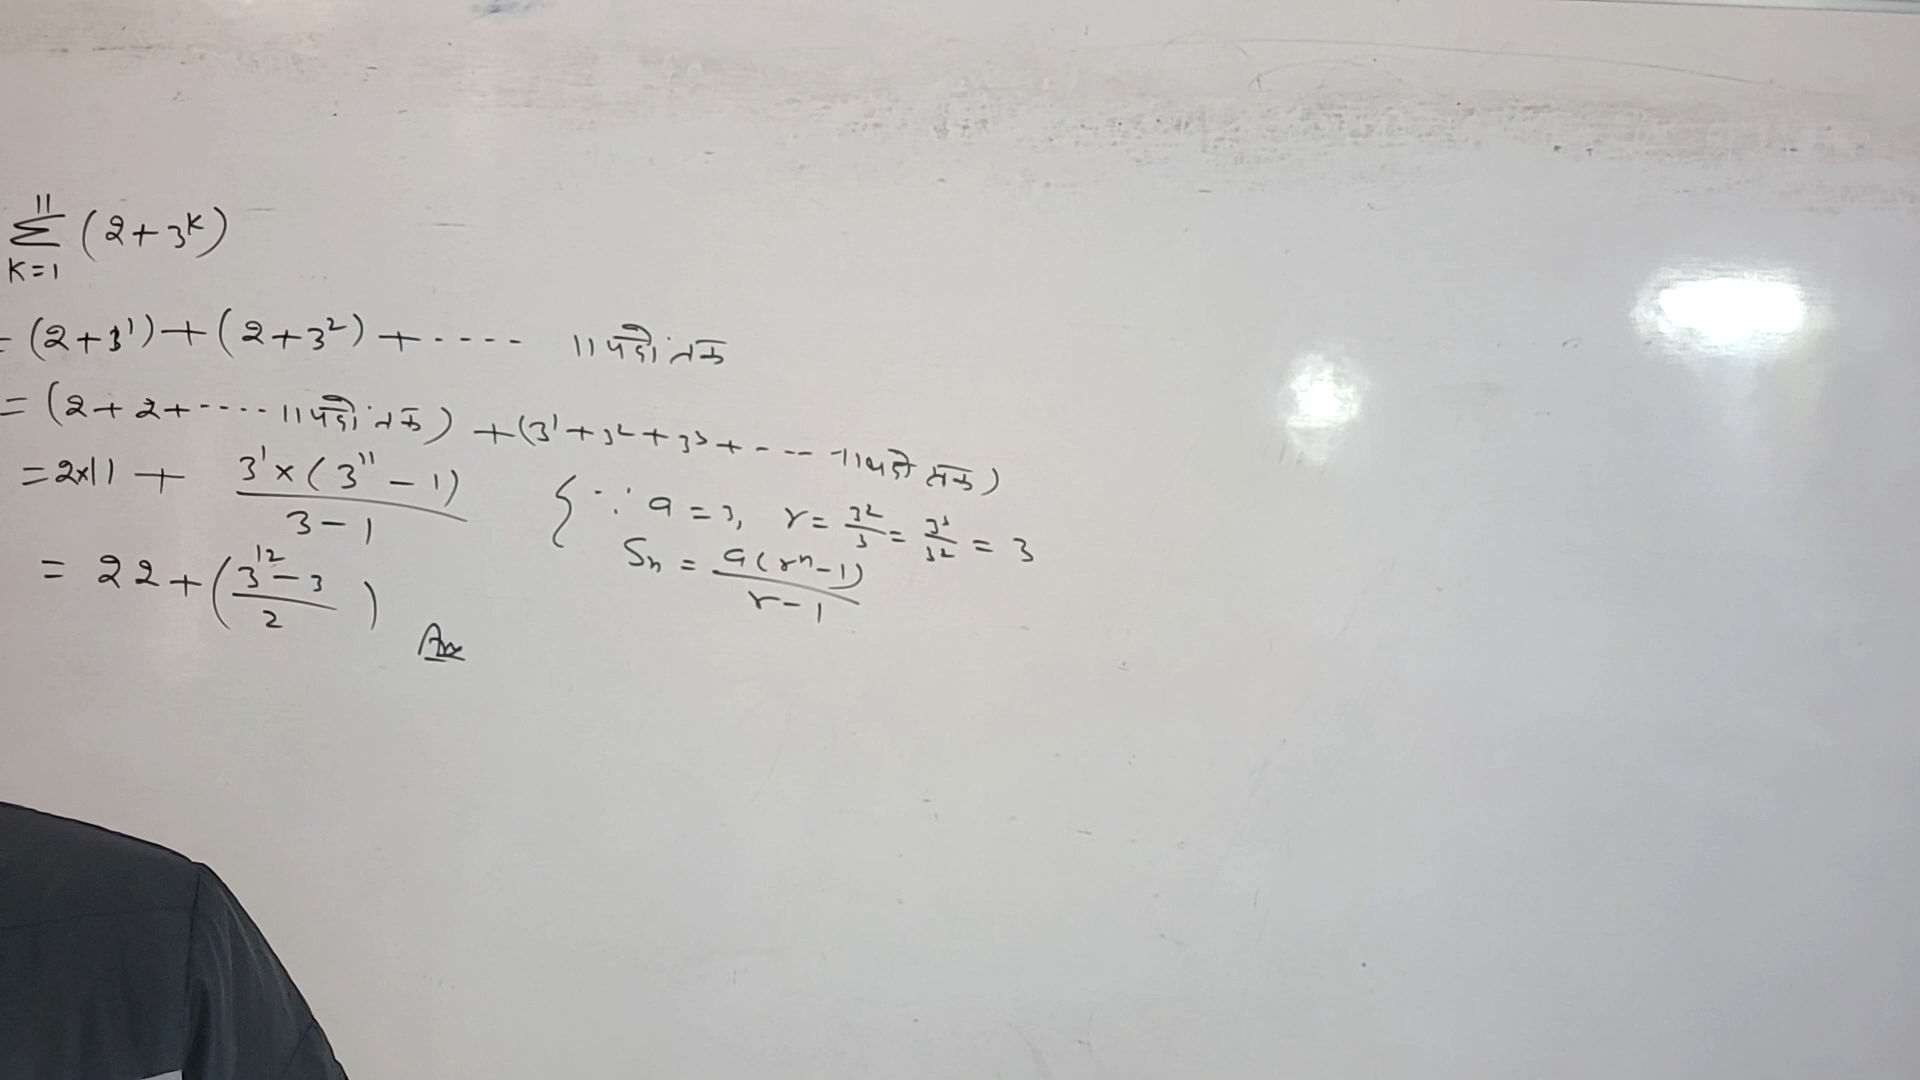 11
Σ (2+3^K)
K=1
= (2+3^1)+(2+3^2)+---- 11 पदों तक
= (2+2+---- 11 पदों तक) +(3^1+3^2+3^3+---- 11 पदों तक)
=2×11 + 3^1×(3^11-1)/3-1 { ∵ a=3, r= 3^2/3 = 3^3/3^2 = 3
Sn = a(r^n-1)/r-1
= 22+(3^12-3/2) Ans